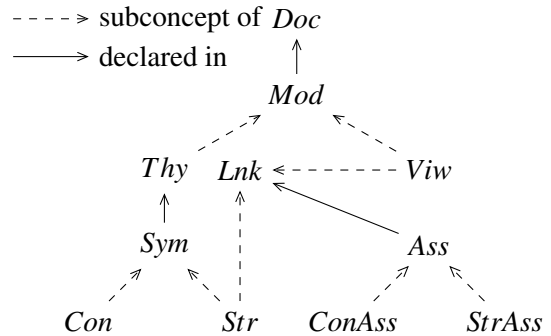 subconcept of Doc
declared in
Mod
Thy Lnk Viw
Sym Ass
Con Str ConAss StrAss